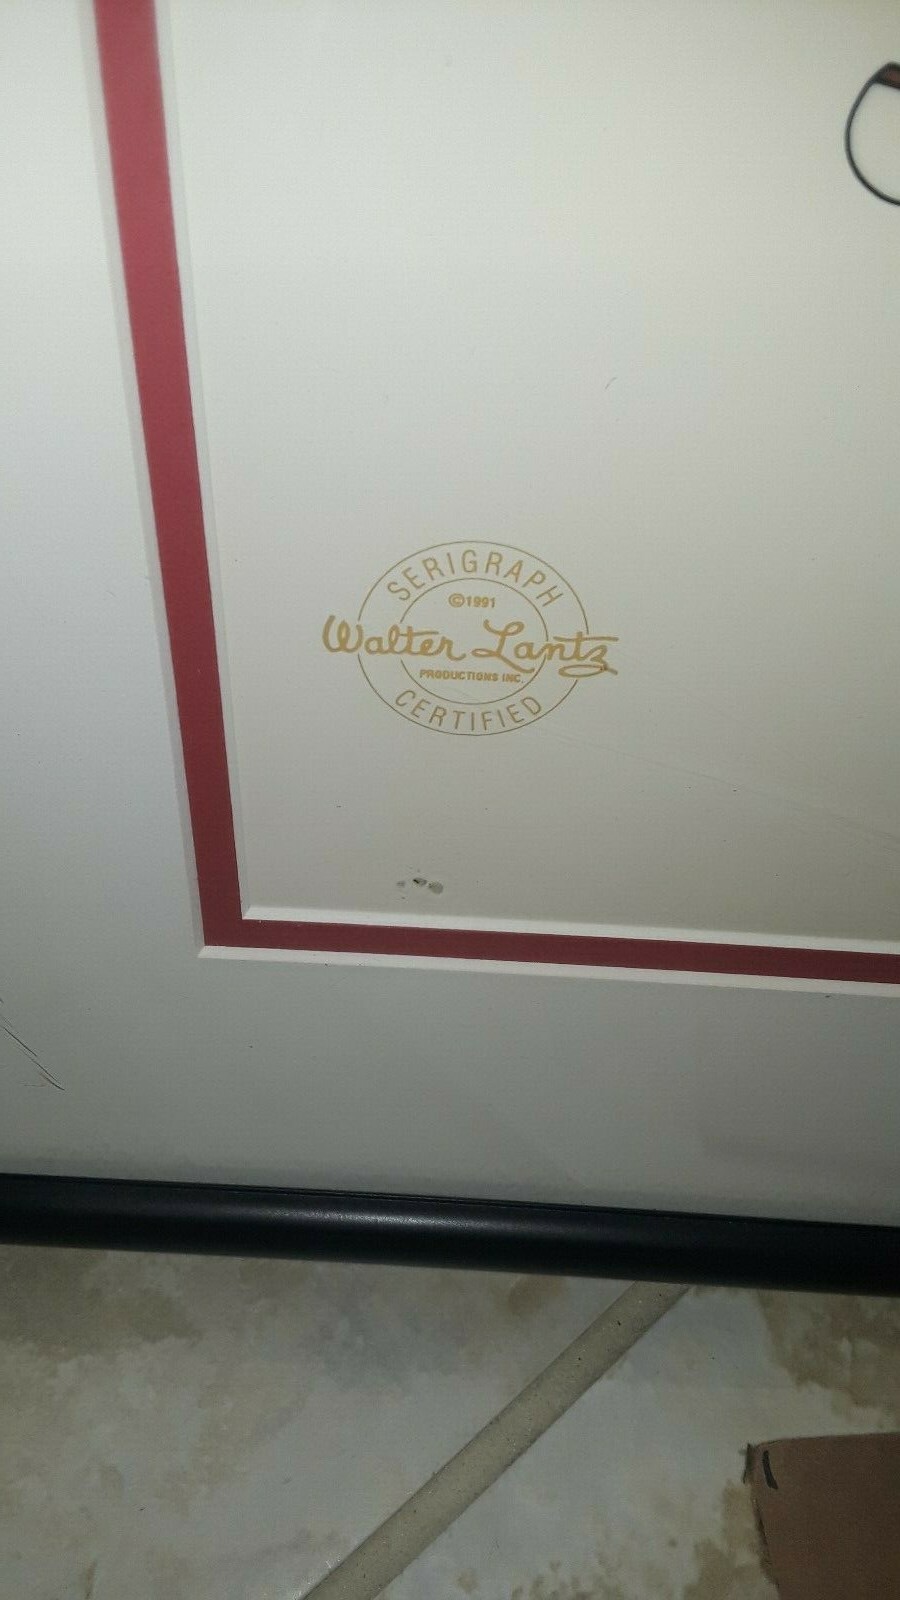 SERIGRAPH
©1991
Walter Lantz
PRODUCTIONS INC.
CERTIFIED